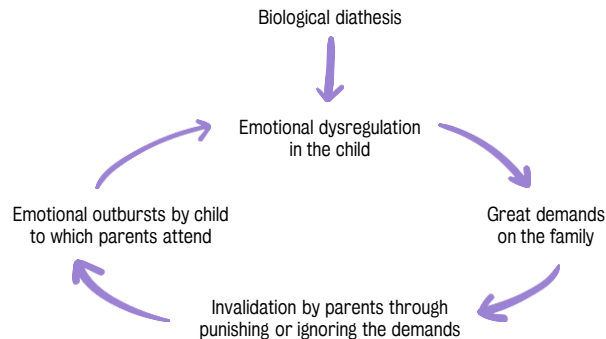 Biological diathesis
Emotional dysregulation
in the child
Great demands
on the family
Invalidation by parents through
punishing or ignoring the demands
Emotional outbursts by child
to which parents attend